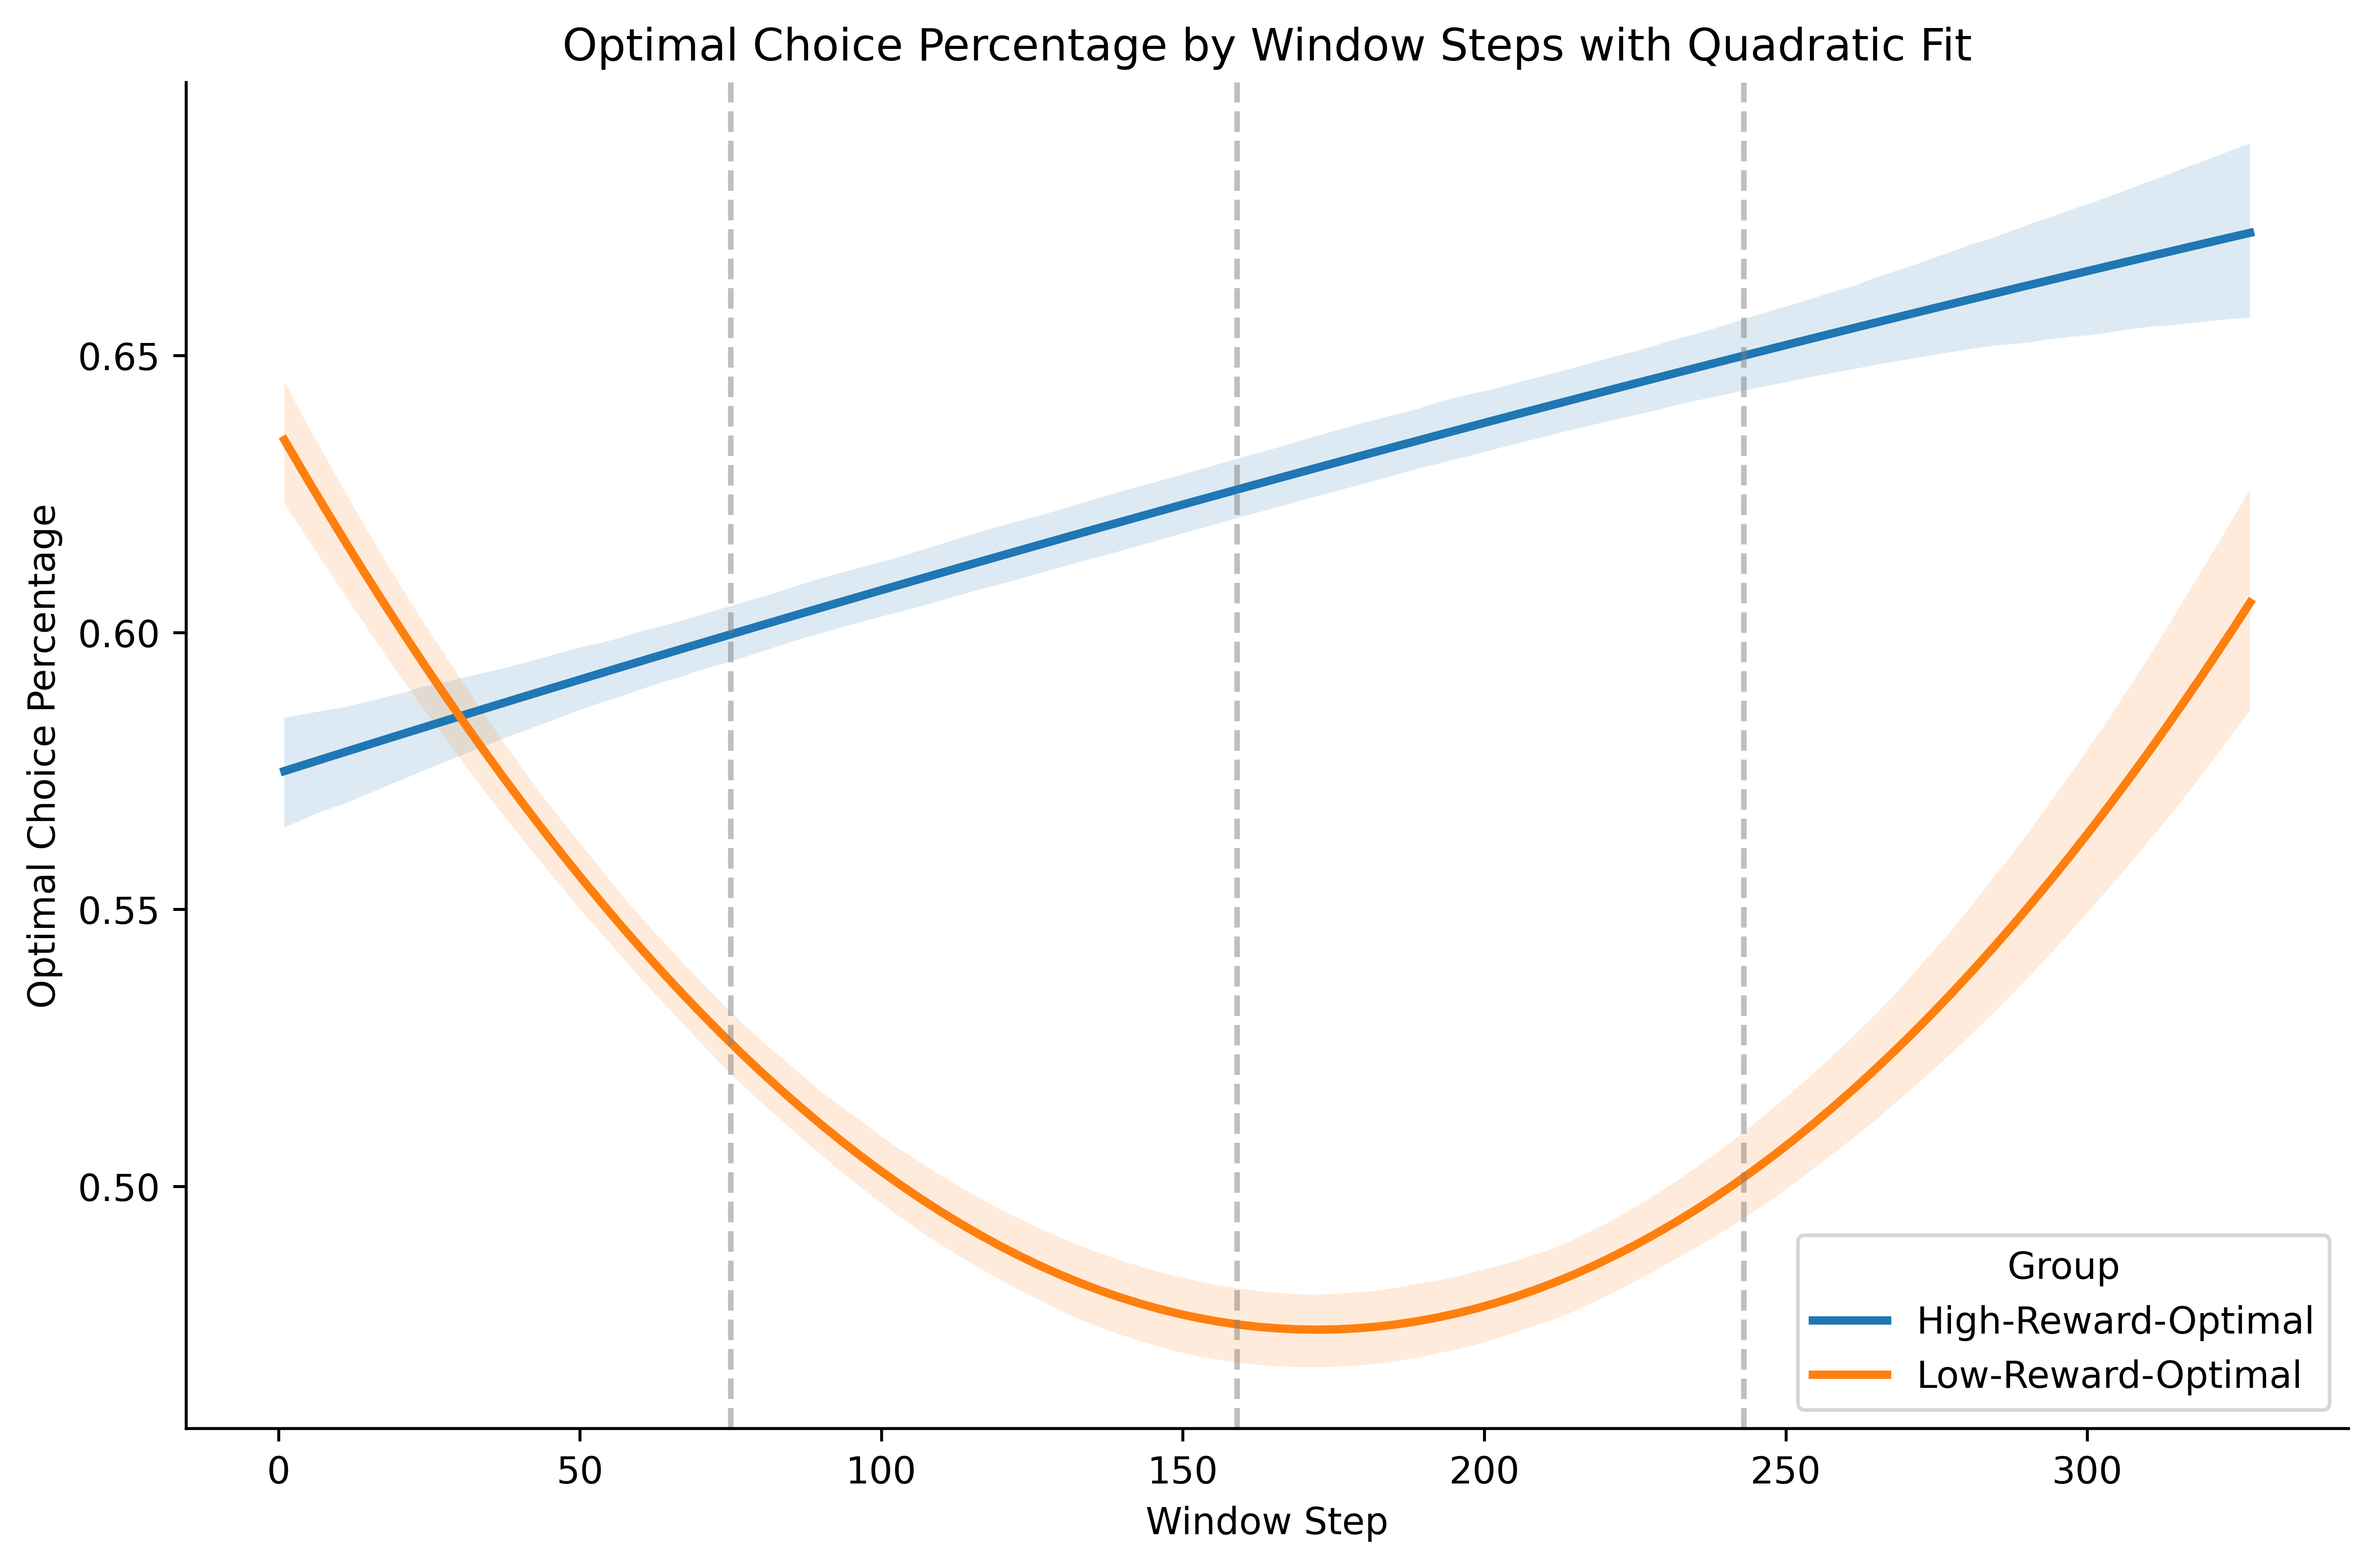 Optimal Choice Percentage by Window Steps with Quadratic Fit
Optimal Choice Percentage
0.65
0.60
0.55
0.50
0
50
100
150
200
250
300
Window Step
Group
High-Reward-Optimal
Low-Reward-Optimal